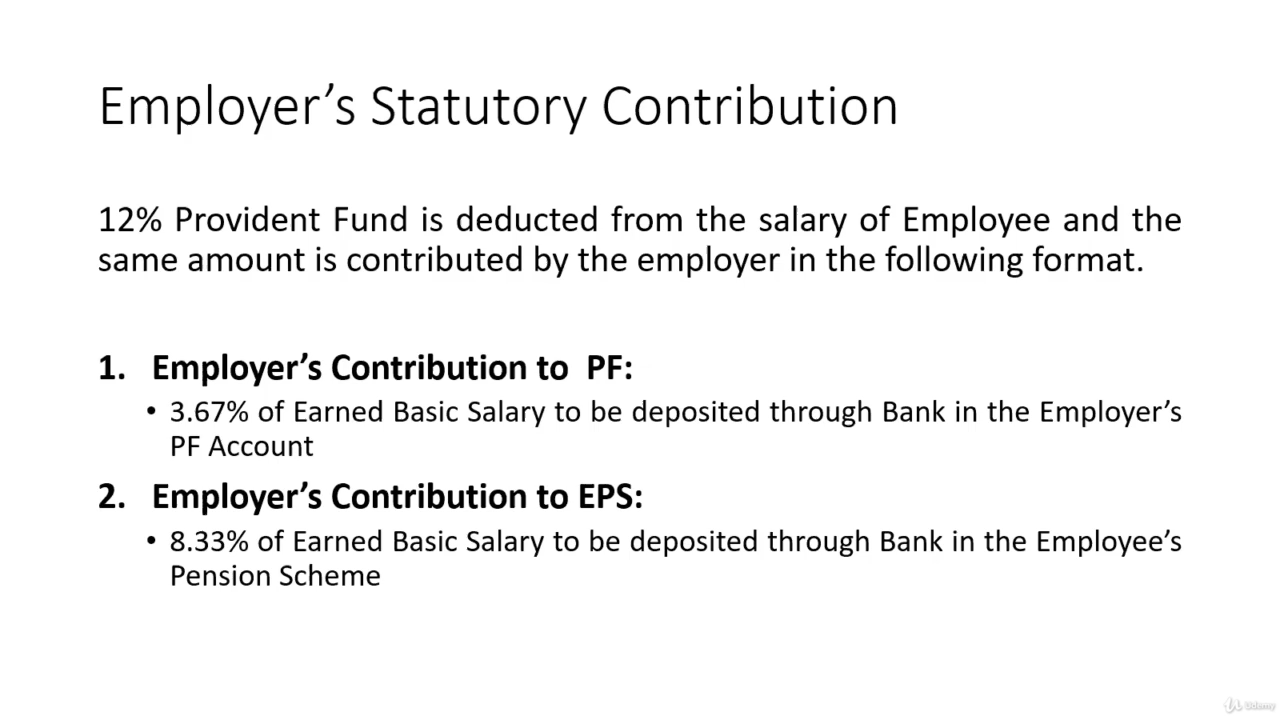 Employer’s Statutory Contribution
12% Provident Fund is deducted from the salary of Employee and the
same amount is contributed by the employer in the following format.
1. Employer’s Contribution to PF:
• 3.67% of Earned Basic Salary to be deposited through Bank in the Employer’s
PF Account
2. Employer’s Contribution to EPS:
• 8.33% of Earned Basic Salary to be deposited through Bank in the Employee’s
Pension Scheme
Udemy